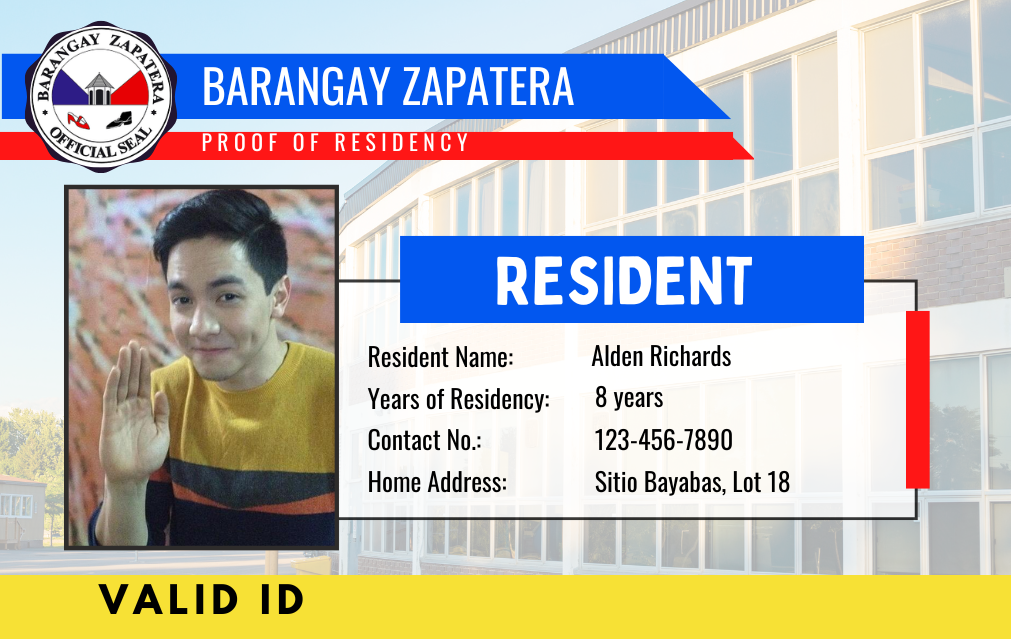 BARANGAY ZAPATERA
OFFICIAL SEAL
BARANGAY ZAPATERA
PROOF OF RESIDENCY
RESIDENT
Resident Name: Alden Richards
Years of Residency: 8 years
Contact No.: 123-456-7890
Home Address: Sitio Bayabas, Lot 18
VALID ID